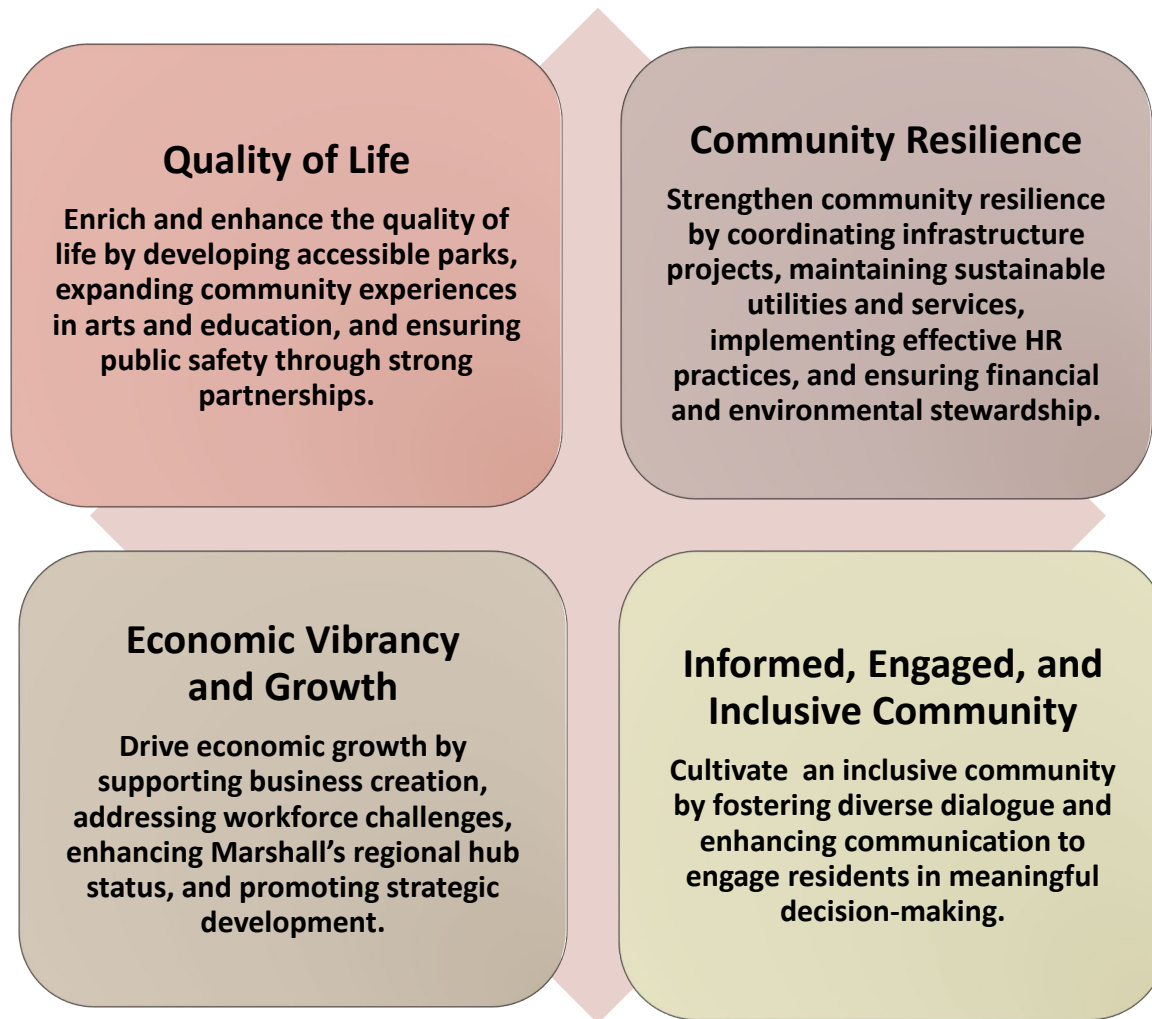 Quality of Life
Enrich and enhance the quality of
life by developing accessible parks,
expanding community experiences
in arts and education, and ensuring
public safety through strong
partnerships.
Community Resilience
Strengthen community resilience
by coordinating infrastructure
projects, maintaining sustainable
utilities and services,
implementing effective HR
practices, and ensuring financial
and environmental stewardship.
Economic Vibrancy
and Growth
Drive economic growth by
supporting business creation,
addressing workforce challenges,
enhancing Marshall’s regional hub
status, and promoting strategic
development.
Informed, Engaged, and
Inclusive Community
Cultivate  an inclusive community
by fostering diverse dialogue and
enhancing communication to
engage residents in meaningful
decision-making.